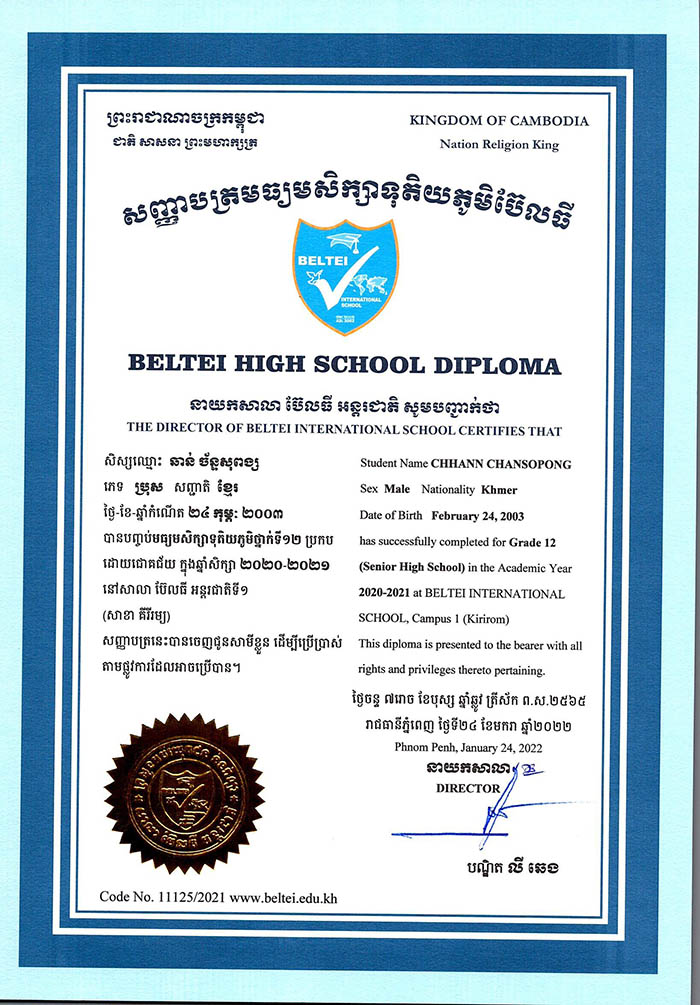 ព្រះរាជាណាចក្រកម្ពុជា
ជាតិ សាសនា ព្រះមហាក្សត្រ
KINGDOM OF CAMBODIA
Nation Religion King
សញ្ញាបត្រមធ្យមសិក្សាទុតិយភូមិប៊ែលធី
BELTEI
INTERNATIONAL
SCHOOL
BELTEI HIGH SCHOOL DIPLOMA
នាយកសាលា ប៊ែលធី អន្តរជាតិ សូមបញ្ជាក់ថា
THE DIRECTOR OF BELTEI INTERNATIONAL SCHOOL CERTIFIES THAT
សិស្សឈ្មោះ ឆាន់ ច័ន្ទសុពង្ស
ភេទ ប្រុស សញ្ជាតិ ខ្មែរ
ថ្ងៃ-ខែ-ឆ្នាំកំណើត ២៤ កុម្ភៈ ២០០៣
បានបញ្ចប់មធ្យមសិក្សាទុតិយភូមិថ្នាក់ទី១២ ប្រកប
ដោយជោគជ័យ ក្នុងឆ្នាំសិក្សា ២០២០-២០២១
នៅសាលា ប៊ែលធី អន្តរជាតិទី១
(សាខា គីរីរម្យ)
សញ្ញាបត្រនេះបានចេញជូនសាមីខ្លួន ដើម្បីប្រើប្រាស់
តាមផ្លូវការដែលអាចប្រើបាន។
Student Name CHHANN CHANSOPONG
Sex Male Nationality Khmer
Date of Birth February 24, 2003
has successfully completed for Grade 12
(Senior High School) in the Academic Year
2020-2021 at BELTEI INTERNATIONAL
SCHOOL, Campus 1 (Kirirom)
This diploma is presented to the bearer with all
rights and privileges thereto pertaining.
ថ្ងៃចន្ទ ៧រោច ខែបុស្ស ឆ្នាំឆ្លូវ ត្រីស័ក ព.ស.២៥៦៥
រាជធានីភ្នំពេញ ថ្ងៃទី២៤ ខែមករា ឆ្នាំ២០២២
Phnom Penh, January 24, 2022
នាយកសាលា
DIRECTOR
បណ្ឌិត លី ឆេង
Code No. 11125/2021 www.beltei.edu.kh